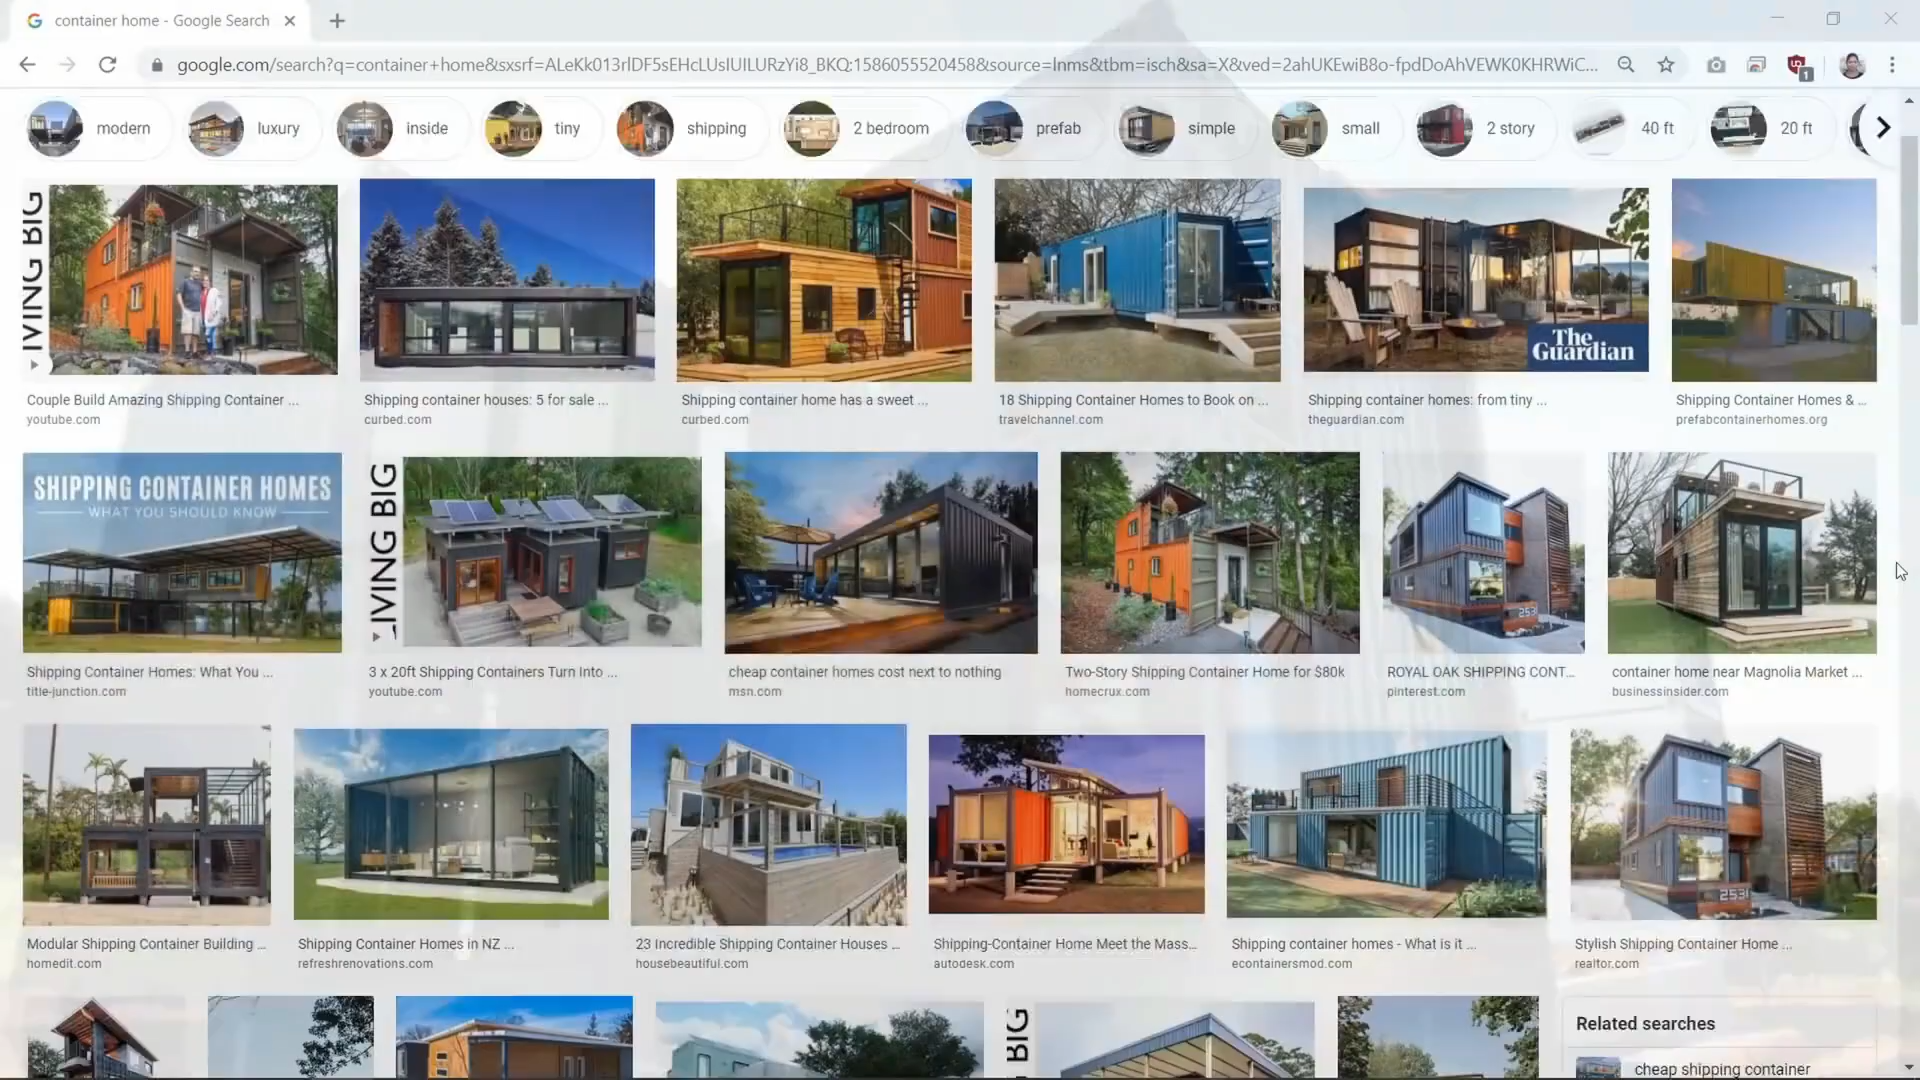 container home - Google Search
google.com/search?q=container+home&sxsrf=ALeKk013rIDF5sEHcLUsIUILURzYi8_BKQ:1586055520458&source=lnms&tbm=isch&sa=X&ved=2ahUKEwiB8o-fpdDoAhVEWK0KHRWiC...
1
modern
luxury
inside
tiny
shipping
2 bedroom
prefab
simple
small
2 story
40 ft
20 ft
LIVING BIG
The
Guardian
Couple Build Amazing Shipping Container ...
youtube.com
Shipping container houses: 5 for sale ...
curbed.com
Shipping container home has a sweet ...
curbed.com
18 Shipping Container Homes to Book on ...
travelchannel.com
Shipping container homes: from tiny ...
theguardian.com
Shipping Container Homes & ...
prefabcontainerhomes.org
SHIPPING CONTAINER HOMES
WHAT YOU SHOULD KNOW
LIVING BIG
2531
Shipping Container Homes: What You ...
title-junction.com
3 x 20ft Shipping Containers Turn Into ...
youtube.com
cheap container homes cost next to nothing
msn.com
Two-Story Shipping Container Home for $80k
homecrux.com
ROYAL OAK SHIPPING CONT...
pinterest.com
container home near Magnolia Market ...
businessinsider.com
2531
Modular Shipping Container Building ...
homedit.com
Shipping Container Homes in NZ ...
refreshrenovations.com
23 Incredible Shipping Container Houses ...
housebeautiful.com
Shipping-Container Home Meet the Mass...
autodesk.com
Shipping container homes - What is it ...
econtainersmod.com
Stylish Shipping Container Home ...
realtor.com
BIG
Related searches
cheap shipping container